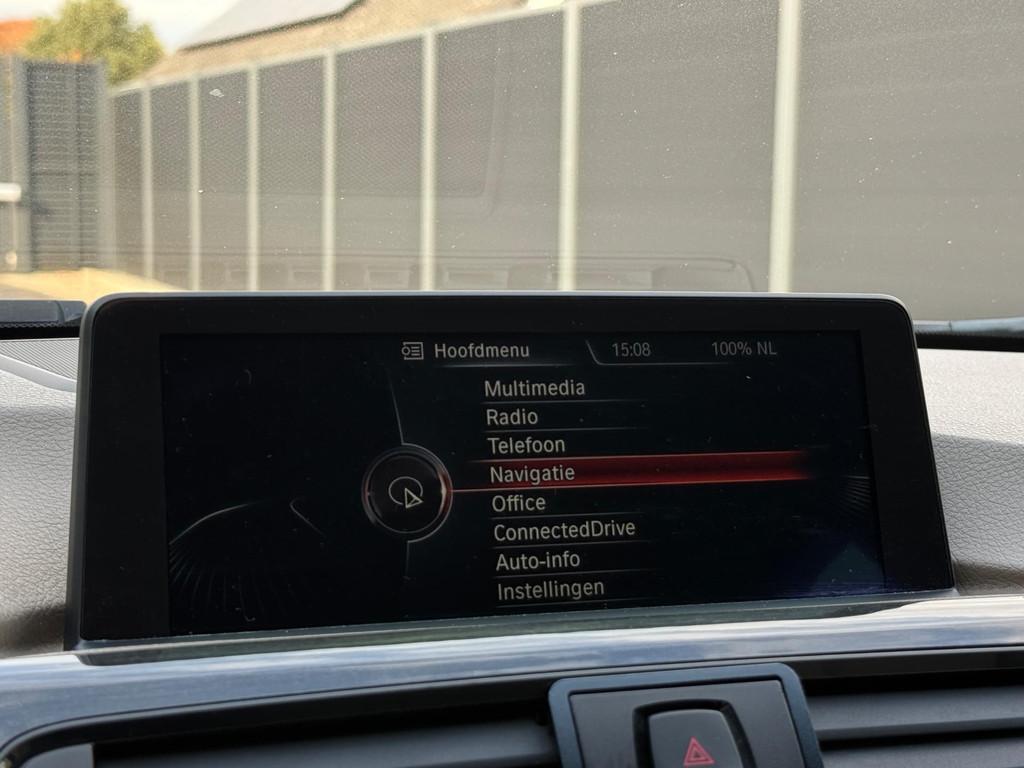 Hoofdmenu 15:08 100% NL
Multimedia
Radio
Telefoon
Navigatie
Office
ConnectedDrive
Auto-info
Instellingen